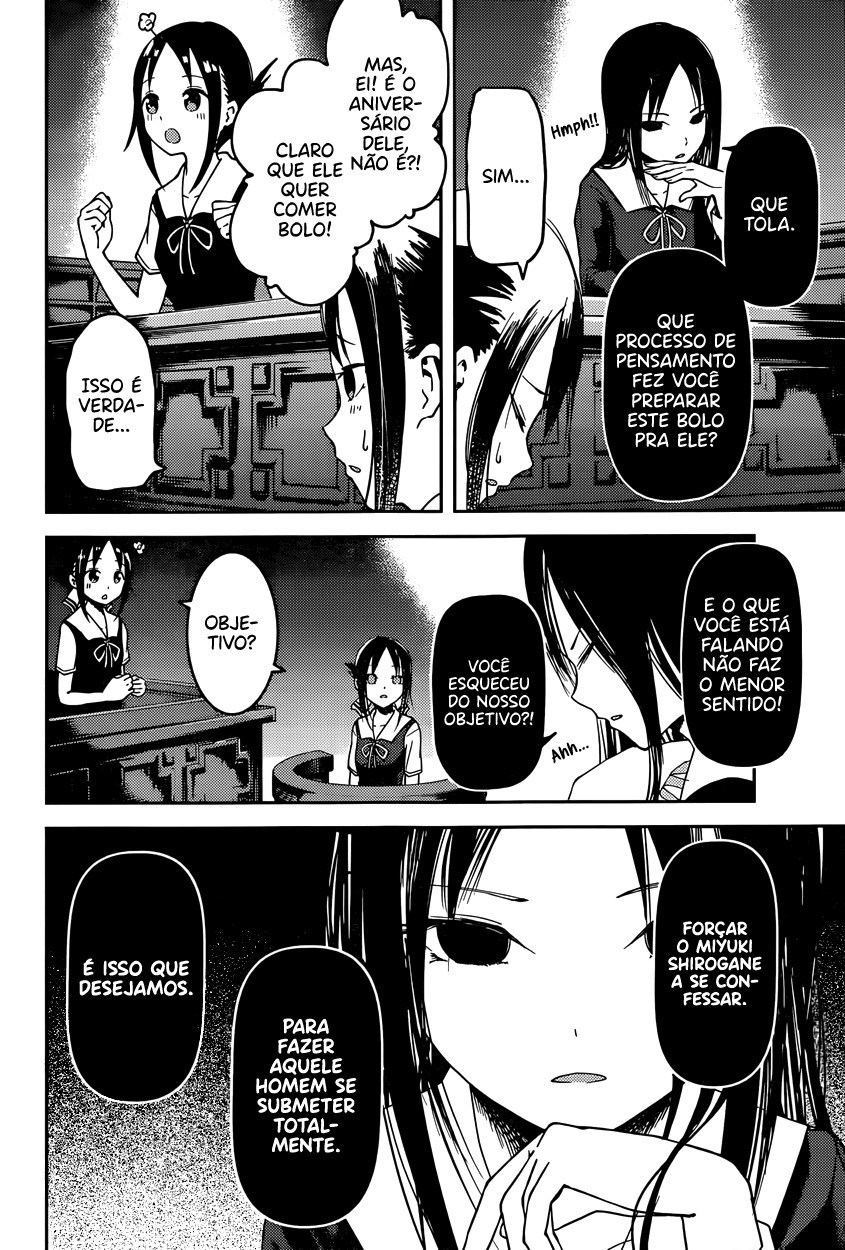 Hmph!!
QUE
TOLA.
QUE
PROCESSO DE
PENSAMENTO
FEZ VOCÊ
PREPARAR
ESTE BOLO
PRA ELE?
SIM...
MAS,
EI! É O
ANIVER-
SÁRIO
DELE,
NÃO É?!
CLARO
QUE ELE
QUER
COMER
BOLO!
ISSO É
VERDA-
DE...
E O QUE
VOCÊ ESTÁ
FALANDO
NÃO FAZ
O MENOR
SENTIDO!
Ahh...
VOCÊ
ESQUECEU
DO NOSSO
OBJETIVO?!
OBJE-
TIVO?
FORÇAR
O MIYUKI
SHIROGANE
A SE CON-
FESSAR.
PARA
FAZER
AQUELE
HOMEM SE
SUBMETER
TOTAL-
MENTE.
É ISSO QUE
DESEJAMOS.